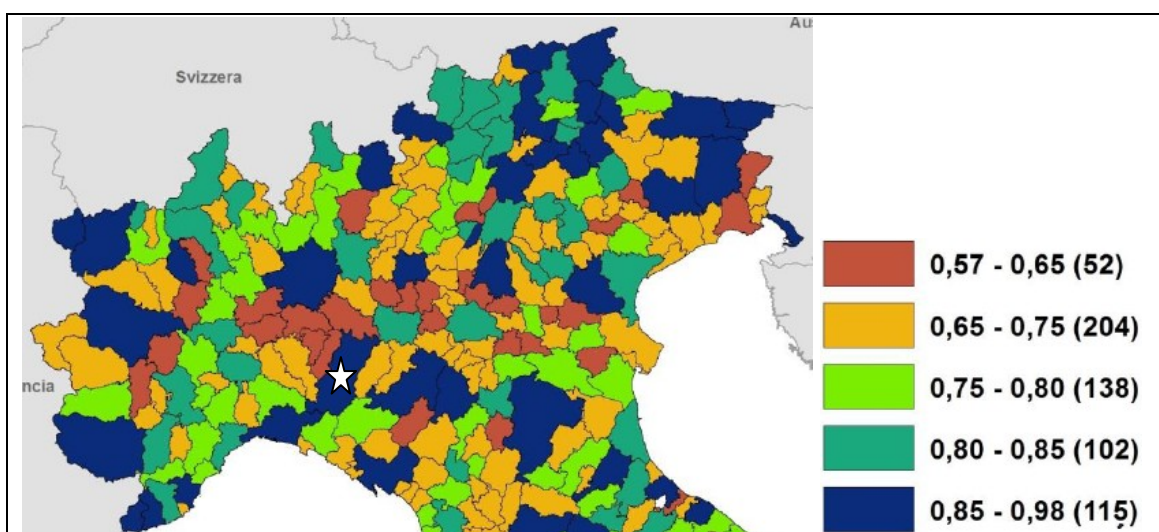 Aus
Svizzera
ncia
0,57 - 0,65 (52)
0,65 - 0,75 (204)
0,75 - 0,80 (138)
0,80 - 0,85 (102)
0,85 - 0,98 (115)